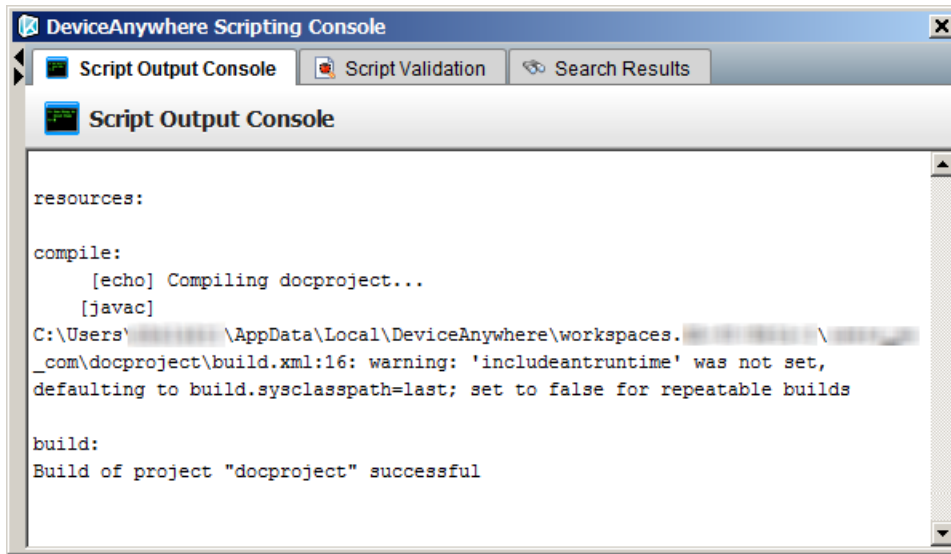 DeviceAnywhere Scripting Console
Script Output Console Script Validation Search Results
Script Output Console
resources:
compile:
[echo] Compiling docproject...
[javac]
C:\Users\ \AppData\Local\DeviceAnywhere\workspaces. \
_com\docproject\build.xml:16: warning: 'includeantruntime' was not set,
defaulting to build.sysclasspath=last; set to false for repeatable builds
build:
Build of project "docproject" successful